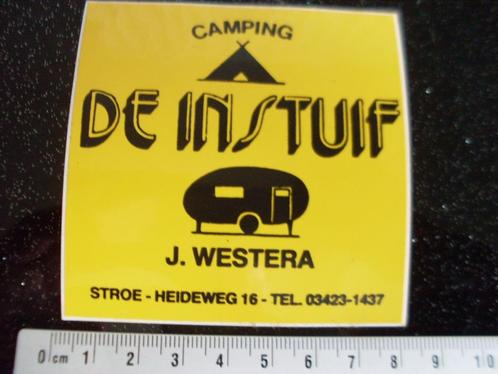 CAMPING
DE INSTUIF
J. WESTERA
STROE - HEIDEWEG 16 - TEL. 03423-1437
0 cm 1 2 3 4 5 6 7 8 9 10